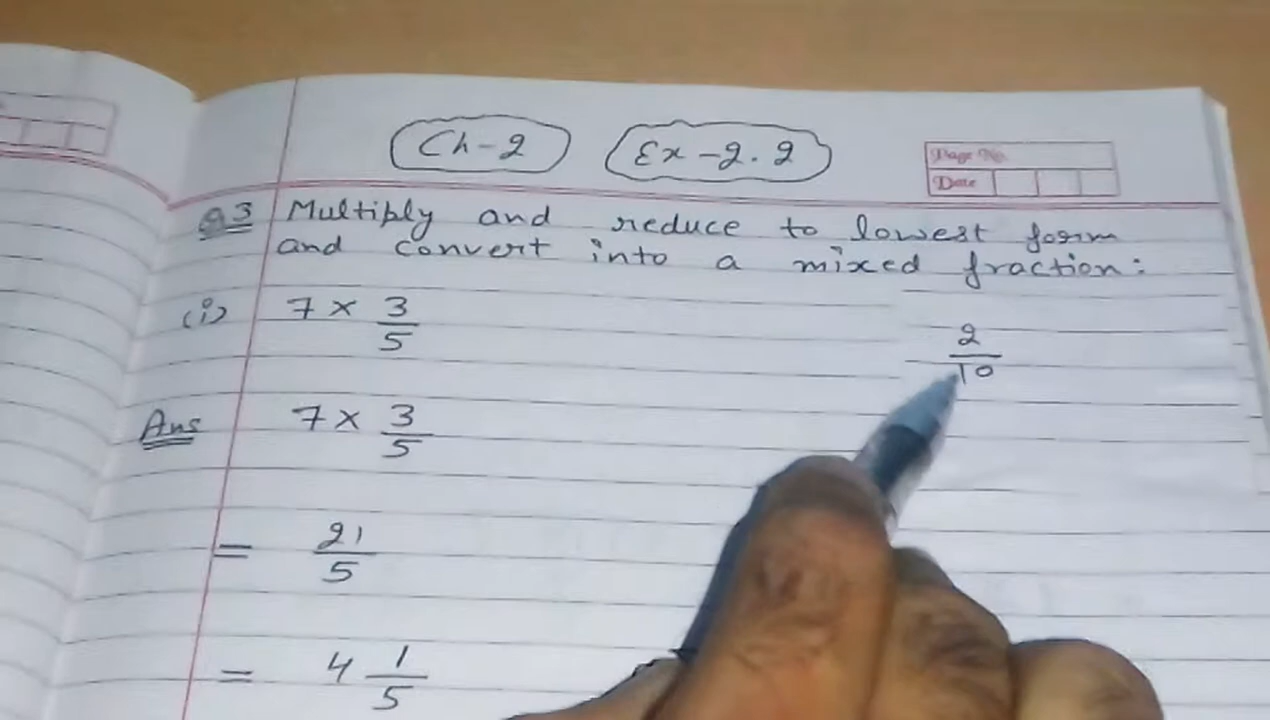 Ch-2 Ex-2.2
Page No.
Date
Q3 Multiply and reduce to lowest form
and convert into a mixed fraction:
(i) 7 × 3/5
2/10
Ans 7 × 3/5
= 21/5
= 4 1/5